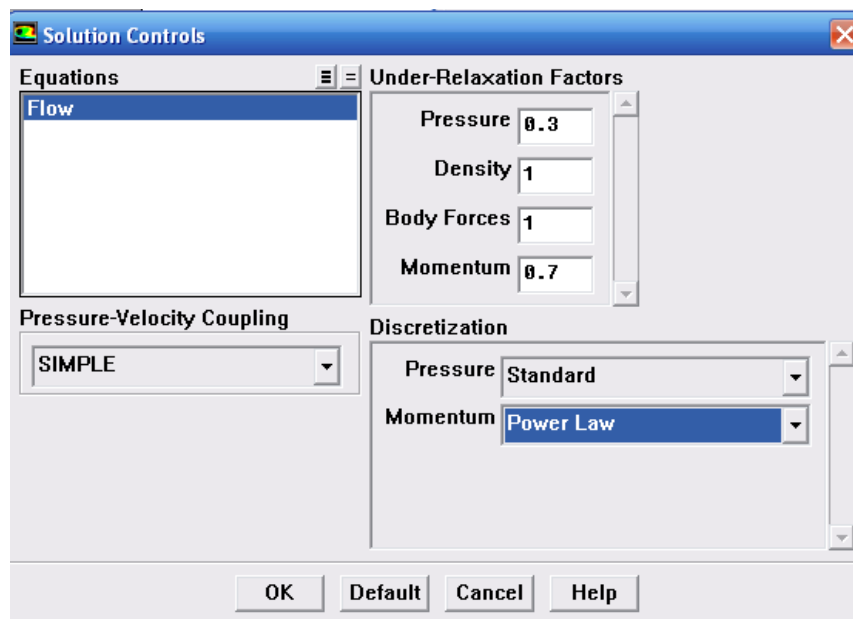 Solution Controls
Equations
Flow
Under-Relaxation Factors
Pressure 0.3
Density 1
Body Forces 1
Momentum 0.7
Pressure-Velocity Coupling
SIMPLE
Discretization
Pressure Standard
Momentum Power Law
OK Default Cancel Help